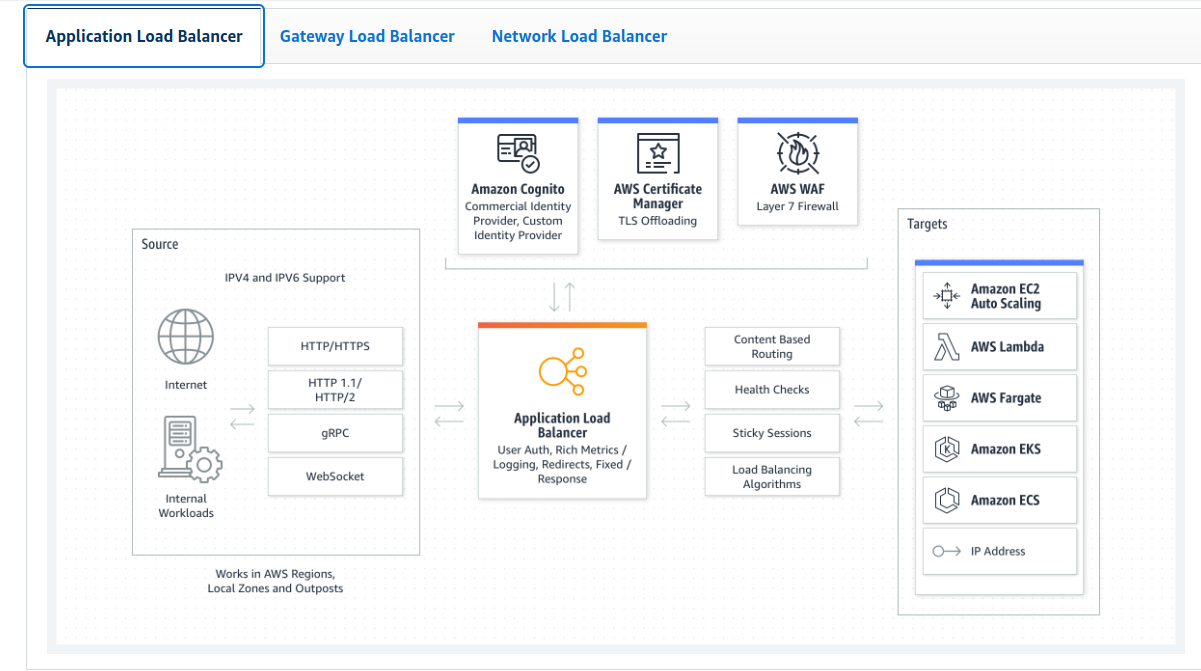 Application Load Balancer
Gateway Load Balancer
Network Load Balancer
Amazon Cognito
Commercial Identity
Provider, Custom
Identity Provider
AWS Certificate
Manager
TLS Offloading
AWS WAF
Layer 7 Firewall
Source
IPV4 and IPV6 Support
Internet
Internal
Workloads
HTTP/HTTPS
HTTP 1.1/
HTTP/2
gRPC
WebSocket
Works in AWS Regions,
Local Zones and Outposts
Application Load
Balancer
User Auth, Rich Metrics /
Logging, Redirects, Fixed /
Response
Content Based
Routing
Health Checks
Sticky Sessions
Load Balancing
Algorithms
Targets
Amazon EC2
Auto Scaling
AWS Lambda
AWS Fargate
Amazon EKS
Amazon ECS
IP Address